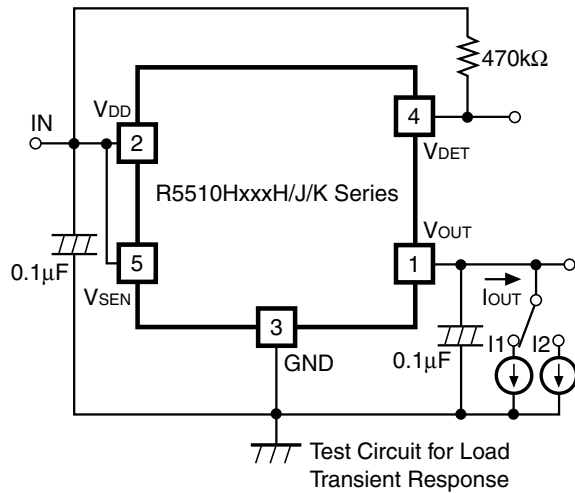 470kΩ
IN
VDD
2
4
VDET
R5510HxxxH/J/K Series
VOUT
5
1
0.1μF
VSEN
IOUT
3
GND
0.1μF
I1
I2
Test Circuit for Load
Transient Response